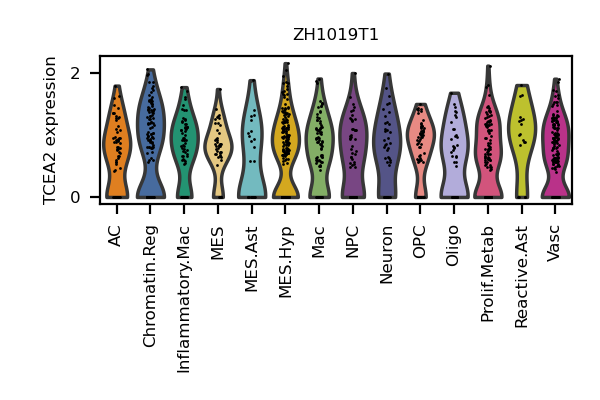 ZH1019T1
TCEA2 expression
2
0
AC
Chromatin.Reg
Inflammatory.Mac
MES
MES.Ast
MES.Hyp
Mac
NPC
Neuron
OPC
Oligo
Prolif.Metab
Reactive.Ast
Vasc